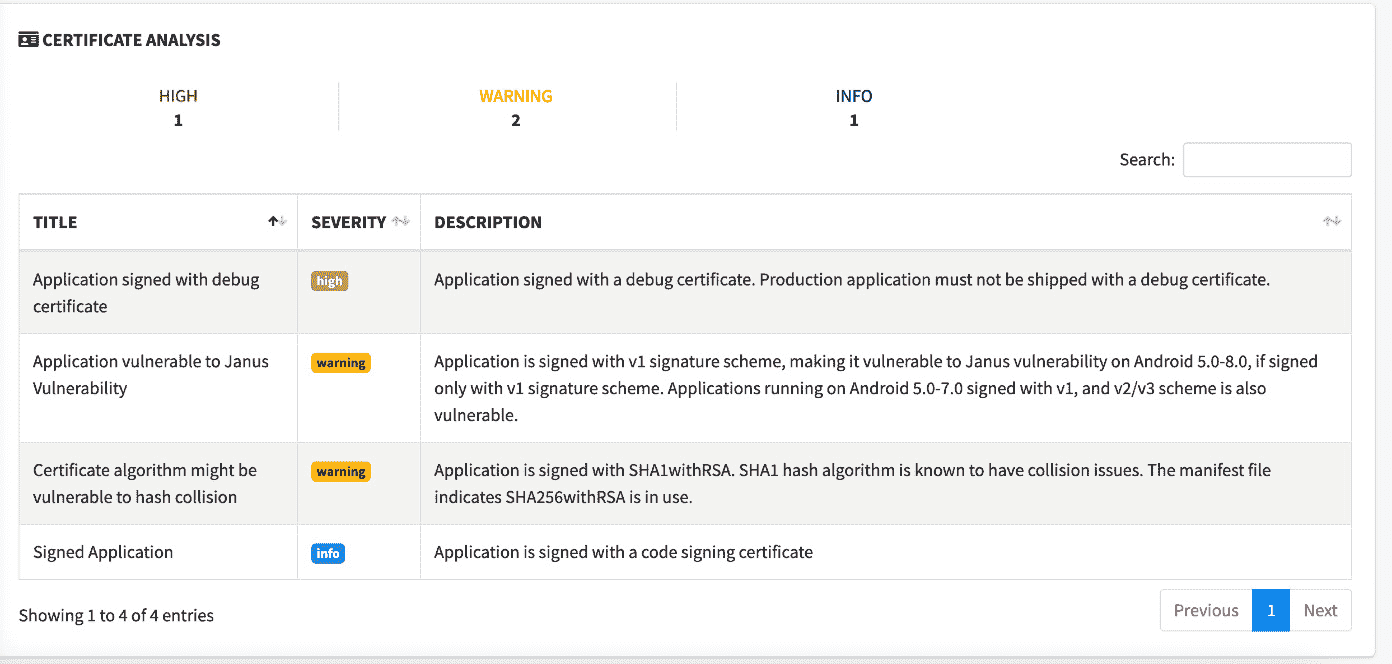 CERTIFICATE ANALYSIS
HIGH
1
WARNING
2
INFO
1
Search:
TITLE
SEVERITY
DESCRIPTION
Application signed with debug
certificate
high
Application signed with a debug certificate. Production application must not be shipped with a debug certificate.
Application vulnerable to Janus
Vulnerability
warning
Application is signed with v1 signature scheme, making it vulnerable to Janus vulnerability on Android 5.0-8.0, if signed
only with v1 signature scheme. Applications running on Android 5.0-7.0 signed with v1, and v2/v3 scheme is also
vulnerable.
Certificate algorithm might be
vulnerable to hash collision
warning
Application is signed with SHA1withRSA. SHA1 hash algorithm is known to have collision issues. The manifest file
indicates SHA256withRSA is in use.
Signed Application
info
Application is signed with a code signing certificate
Showing 1 to 4 of 4 entries
Previous
1
Next